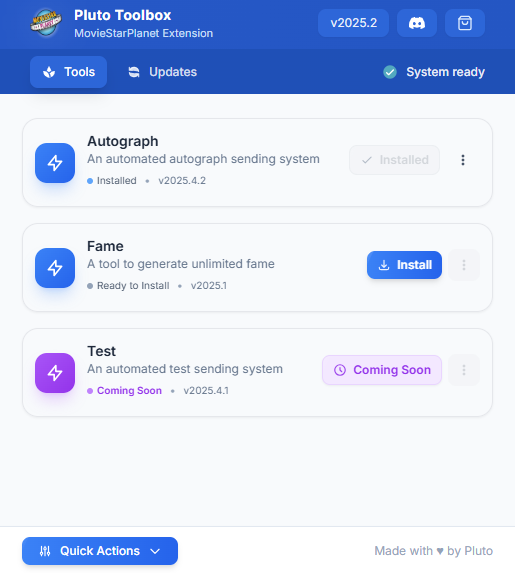 Pluto Toolbox
MovieStarPlanet Extension
v2025.2
Tools
Updates
System ready
Autograph
An automated autograph sending system
Installed • v2025.4.2
Installed
Fame
A tool to generate unlimited fame
Ready to Install • v2025.1
Install
Test
An automated test sending system
Coming Soon • v2025.4.1
Coming Soon
Quick Actions
Made with ♥ by Pluto